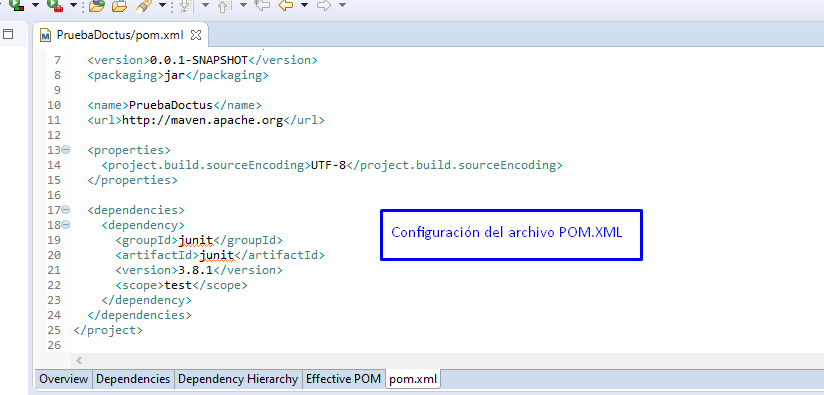 PruebaDoctus/pom.xml
7 <version>0.0.1-SNAPSHOT</version>
8 <packaging>jar</packaging>
9
10 <name>PruebaDoctus</name>
11 <url>http://maven.apache.org</url>
12
13 <properties>
14 <project.build.sourceEncoding>UTF-8</project.build.sourceEncoding>
15 </properties>
16
17 <dependencies>
18 <dependency>
19 <groupId>junit</groupId>
20 <artifactId>junit</artifactId>
21 <version>3.8.1</version>
22 <scope>test</scope>
23 </dependency>
24 </dependencies>
25 </project>
26
Configuración del archivo POM.XML
Overview Dependencies Dependency Hierarchy Effective POM pom.xml